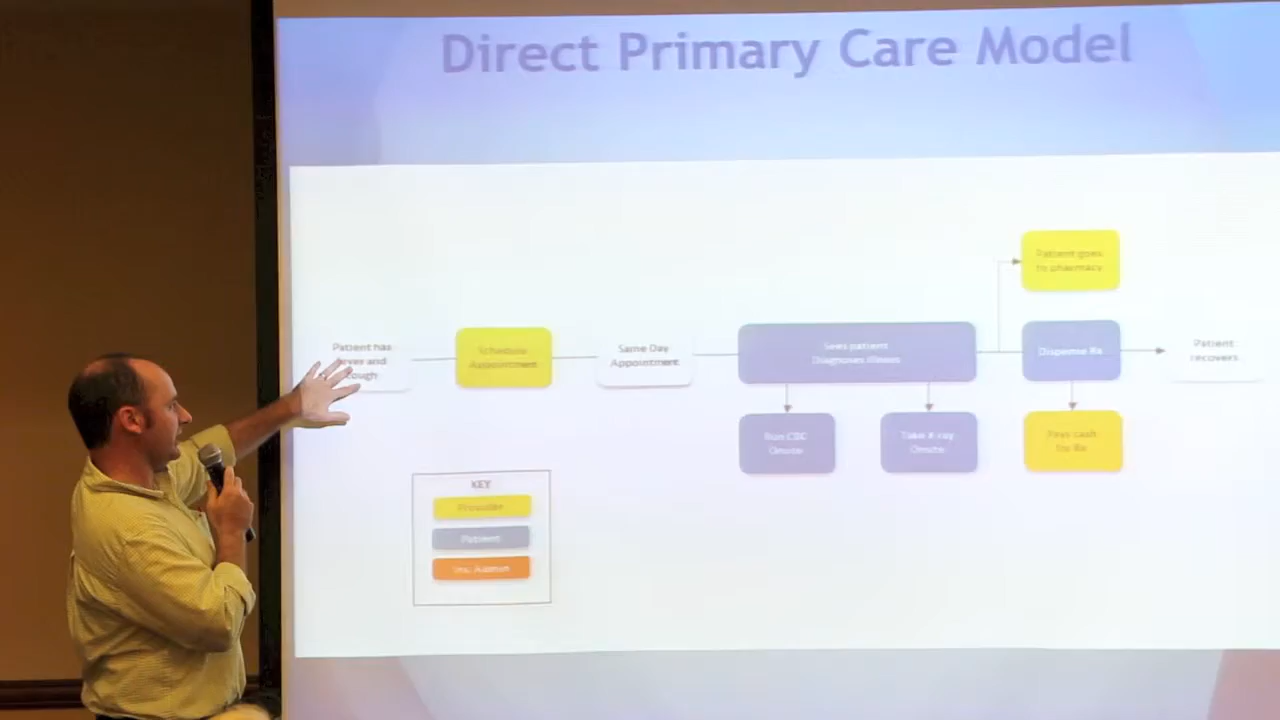 Direct Primary Care Model
Patient has
fever and
cough
Schedule
Appointment
Same Day
Appointment
Sees patient
Diagnoses illness
Patient goes
to pharmacy
Dispense Rx
Patient
recovers
Run CBC
Onsite
Take X-ray
Onsite
Pays cash
for Rx
KEY
Provider
Patient
Ins. Admin